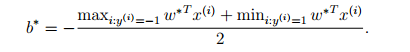 b* = − (max_{i:y^{(i)}=−1} w*^T x^{(i)} + min_{i:y^{(i)}=1} w*^T x^{(i)}) / 2.